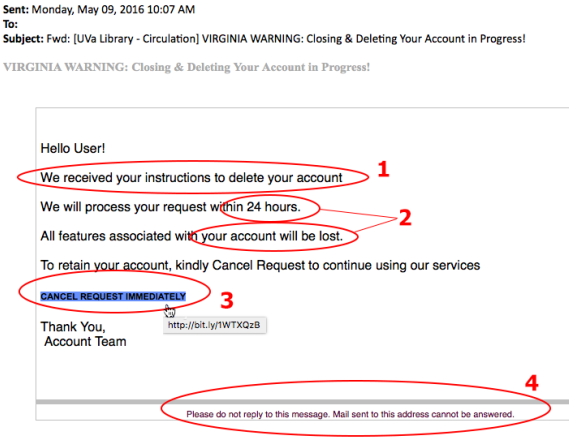 Sent: Monday, May 09, 2016 10:07 AM
To:
Subject: Fwd: [UVa Library - Circulation] VIRGINIA WARNING: Closing & Deleting Your Account in Progress!
VIRGINIA WARNING: Closing & Deleting Your Account in Progress!
Hello User!
We received your instructions to delete your account
1
We will process your request within 24 hours.
2
All features associated with your account will be lost.
To retain your account, kindly Cancel Request to continue using our services
CANCEL REQUEST IMMEDIATELY
3
http://bit.ly/1WTXQzB
Thank You,
Account Team
4
Please do not reply to this message. Mail sent to this address cannot be answered.